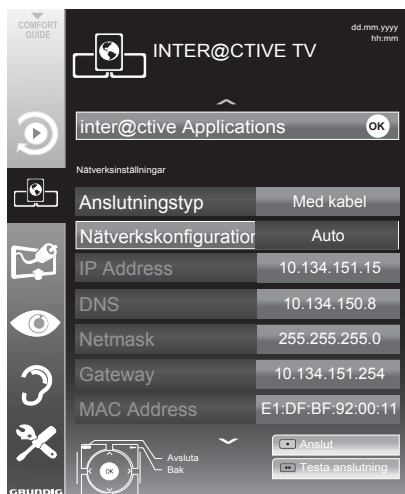 COMFORT
GUIDE
INTER@CTIVE TV
dd.mm.yyyy
hh:mm
inter@ctive Applications OK
Nätverksinställningar
Anslutningstyp Med kabel
Nätverkskonfiguration Auto
IP Address 10.134.151.15
DNS 10.134.150.8
Netmask 255.255.255.0
Gateway 10.134.151.254
MAC Address E1:DF:BF:92:00:11
Avsluta
Bak
OK
Anslut
Testa anslutning
GRUNDIG